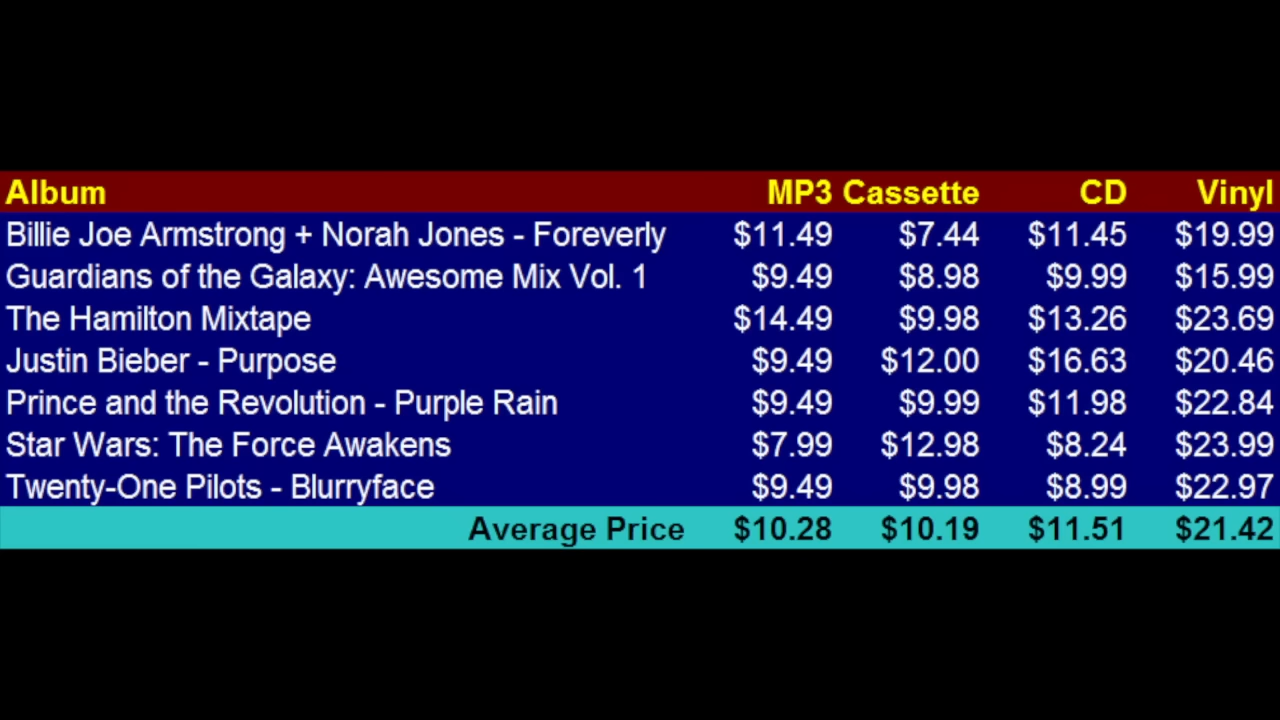 Album MP3 Cassette CD Vinyl
Billie Joe Armstrong + Norah Jones - Foreverly $11.49 $7.44 $11.45 $19.99
Guardians of the Galaxy: Awesome Mix Vol. 1 $9.49 $8.98 $9.99 $15.99
The Hamilton Mixtape $14.49 $9.98 $13.26 $23.69
Justin Bieber - Purpose $9.49 $12.00 $16.63 $20.46
Prince and the Revolution - Purple Rain $9.49 $9.99 $11.98 $22.84
Star Wars: The Force Awakens $7.99 $12.98 $8.24 $23.99
Twenty-One Pilots - Blurryface $9.49 $9.98 $8.99 $22.97
Average Price $10.28 $10.19 $11.51 $21.42